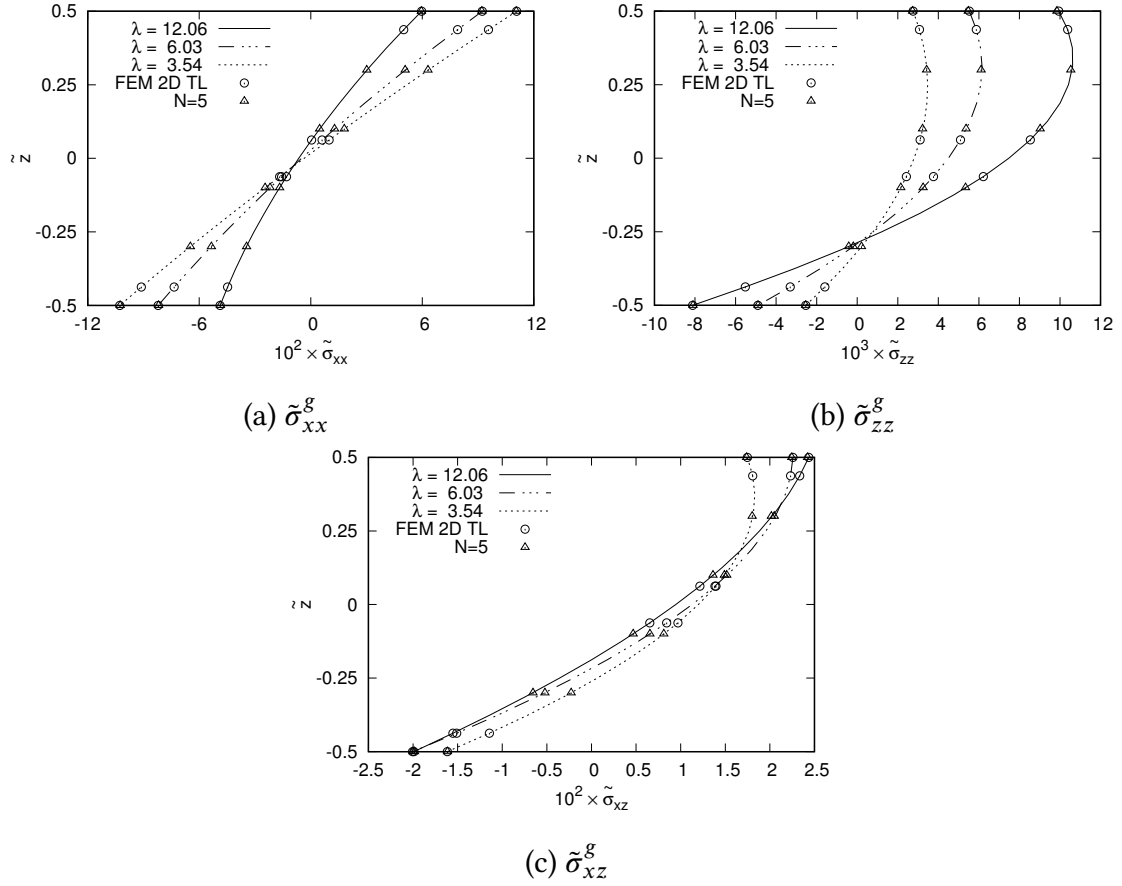 0.5
0.25
0
-0.25
-0.5
z̃
λ = 12.06
λ = 6.03
λ = 3.54
FEM 2D TL
N=5
-12 -6 0 6 12
10² × σ̃xx
(a) σ̃ᵍxx
0.5
0.25
0
-0.25
-0.5
z̃
λ = 12.06
λ = 6.03
λ = 3.54
FEM 2D TL
N=5
-10 -8 -6 -4 -2 0 2 4 6 8 10 12
10³ × σ̃zz
(b) σ̃ᵍzz
0.5
0.25
0
-0.25
-0.5
z̃
λ = 12.06
λ = 6.03
λ = 3.54
FEM 2D TL
N=5
-2.5 -2 -1.5 -1 -0.5 0 0.5 1 1.5 2 2.5
10² × σ̃xz
(c) σ̃ᵍxz